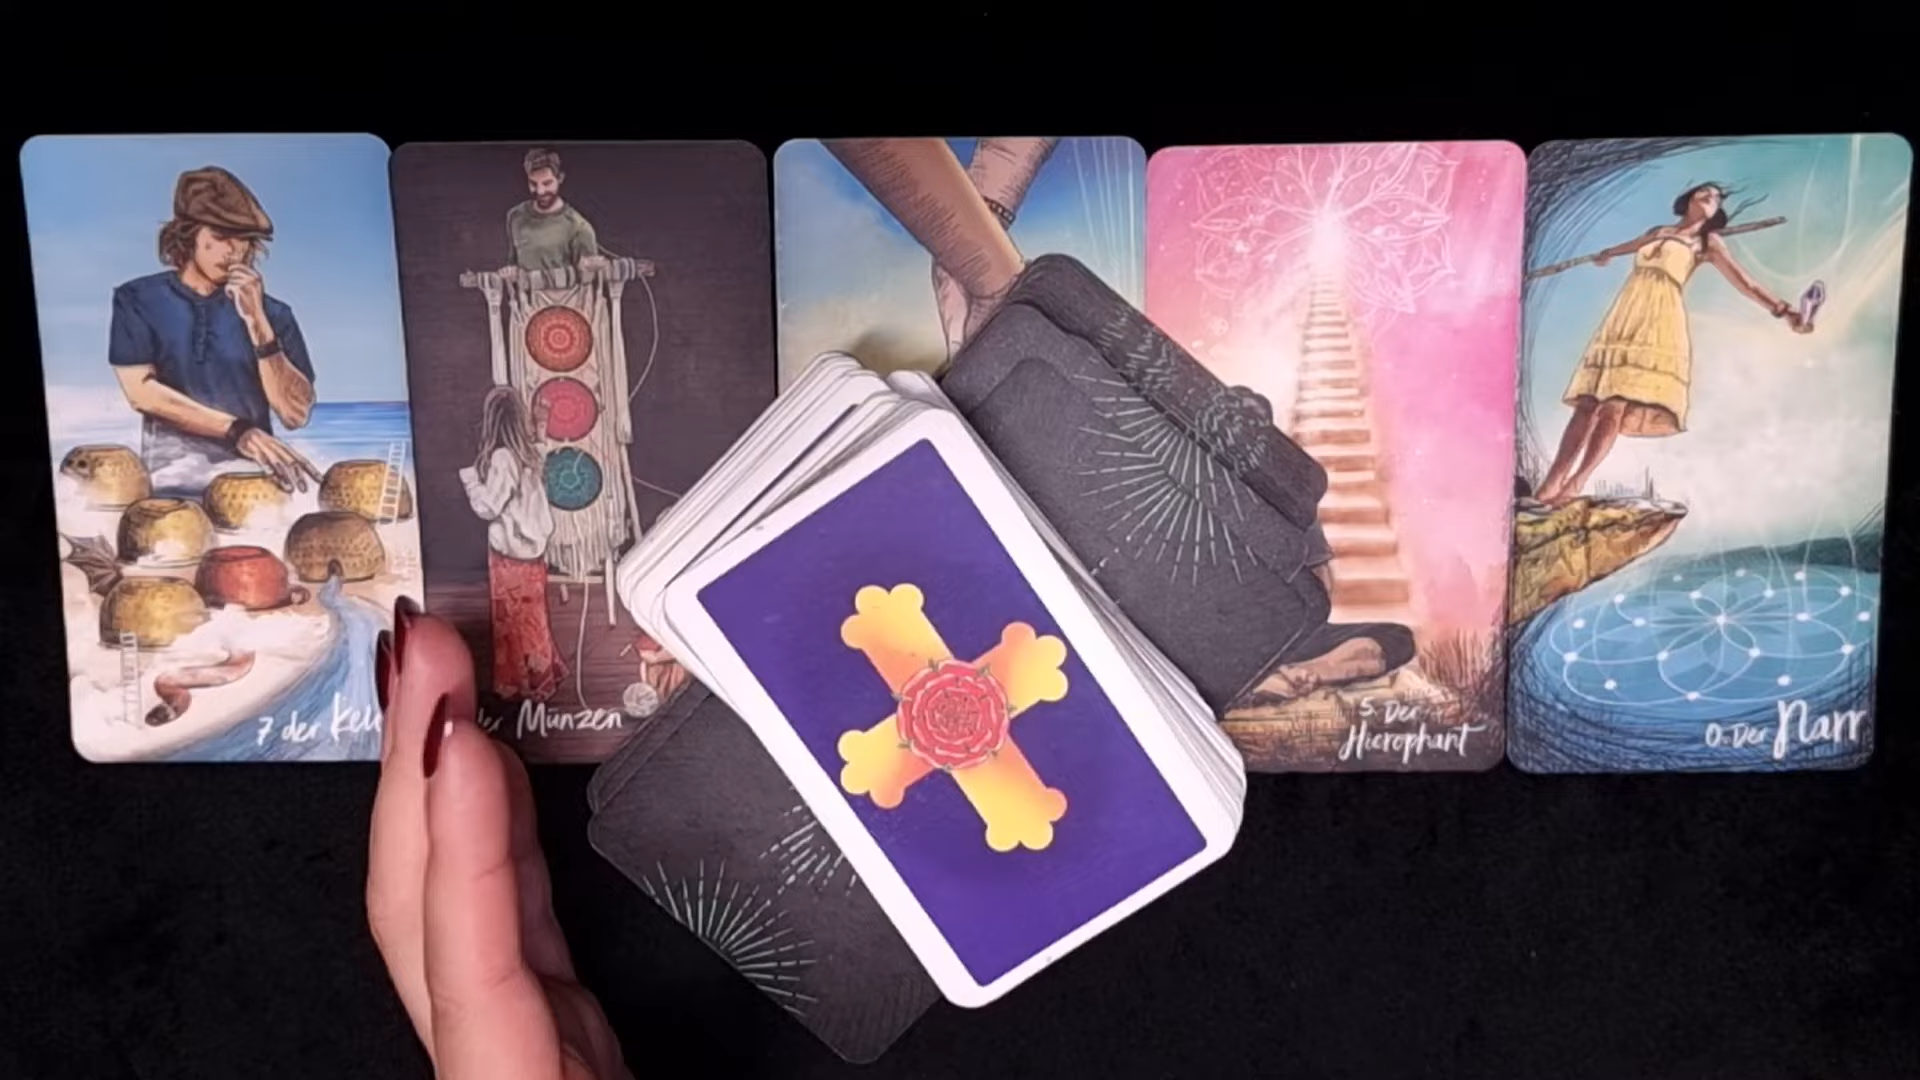 7 der Kel
der Münzen
5. Der
Hierophant
0. Der Narr